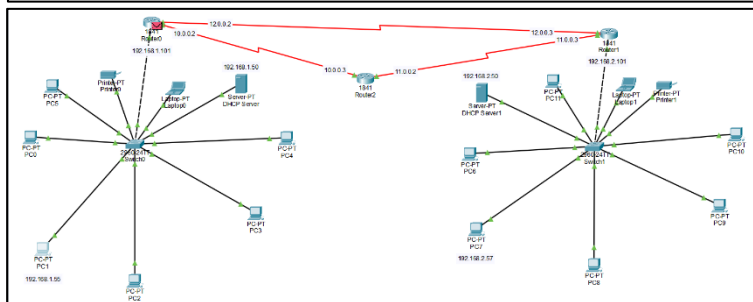 1841
Router0
192.168.1.101
12.0.0.2
10.0.0.2
12.0.0.3
11.0.0.3
1841
Router1
192.168.2.101
10.0.0.3
11.0.0.2
1841
Router2
PC-PT
PC5
Printer-PT
Printer0
Laptop-PT
Laptop0
192.168.1.50
Server-PT
DHCP Server
PC-PT
PC0
2960-24TT
Switch0
PC-PT
PC4
PC-PT
PC3
PC-PT
PC1
192.168.1.55
PC-PT
PC2
192.168.2.50
Server-PT
DHCP Server1
PC-PT
PC11
Laptop-PT
Laptop1
Printer-PT
Printer1
PC-PT
PC6
2960-24TT
Switch1
PC-PT
PC10
PC-PT
PC9
PC-PT
PC7
192.168.2.57
PC-PT
PC8